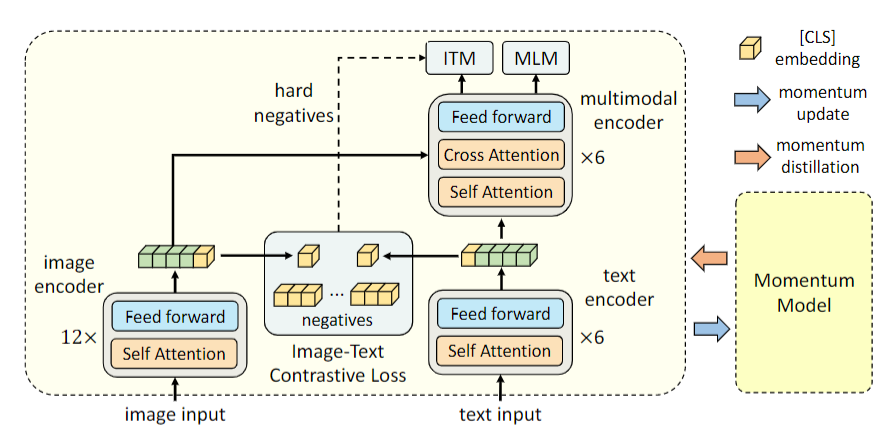 ITM
MLM
hard
negatives
Feed forward
Cross Attention
Self Attention
multimodal
encoder
×6
[CLS]
embedding
momentum
update
momentum
distillation
image
encoder
12×
Feed forward
Self Attention
...
negatives
Image-Text
Contrastive Loss
text
encoder
Feed forward
Self Attention
×6
Momentum
Model
image input
text input